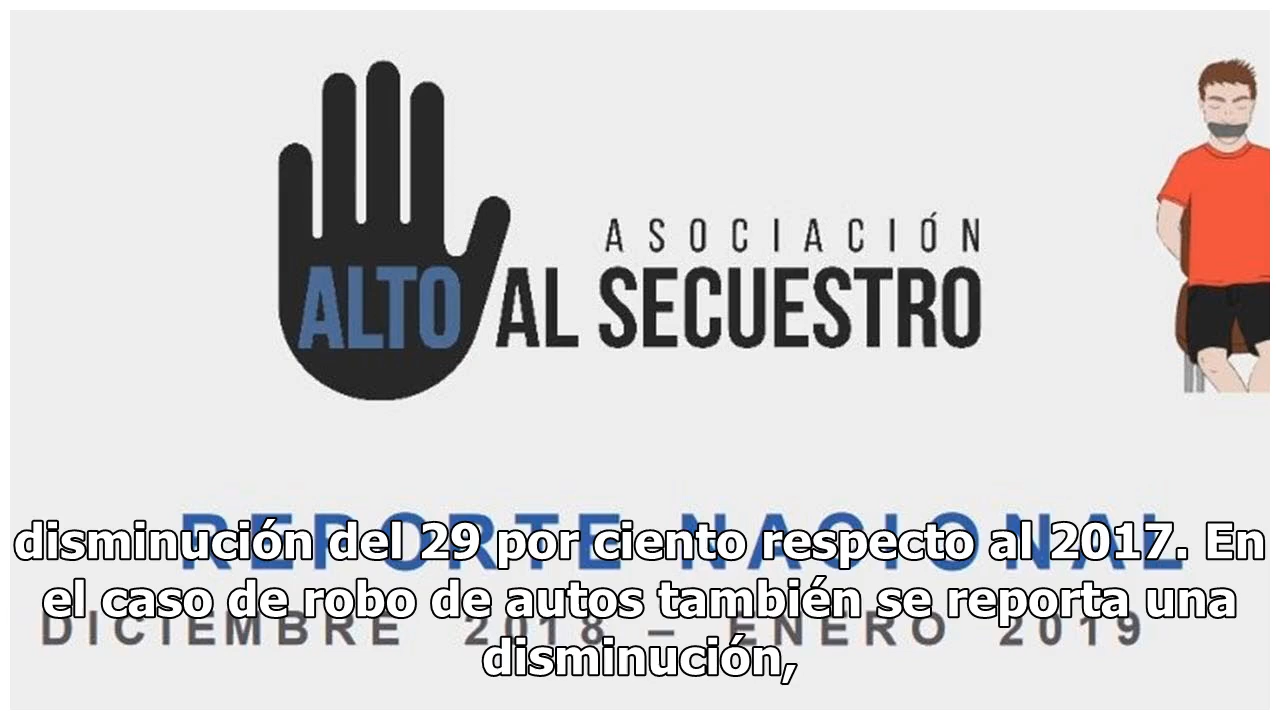 ASOCIACIÓN
ALTO AL SECUESTRO
REPORTE NACIONAL
disminución del 29 por ciento respecto al 2017. En
el caso de robo de autos también se reporta una
DICIEMBRE 2018 – ENERO 2019
disminución,